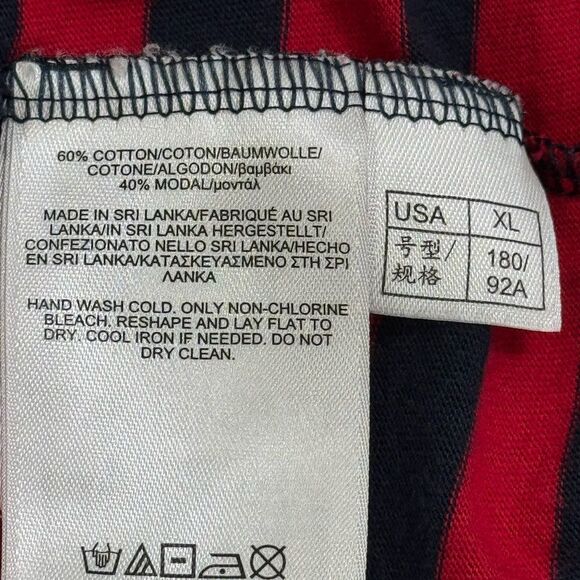 60% COTTON/COTON/BAUMWOLLE/
COTONE/ALGODON/βαμβάκι
40% MODAL/μοντάλ
MADE IN SRI LANKA/FABRIQUÉ AU SRI
LANKA/IN SRI LANKA HERGESTELLT/
CONFEZIONATO NELLO SRI LANKA/HECHO
EN SRI LANKA/ΚΑΤΑΣΚΕΥΑΣΜΕΝΟ ΣΤΗ ΣΡΙ
ΛΑΝΚΑ
HAND WASH COLD. ONLY NON-CHLORINE
BLEACH. RESHAPE AND LAY FLAT TO
DRY. COOL IRON IF NEEDED. DO NOT
DRY CLEAN.
USA XL
号型/
规格
180/
92A